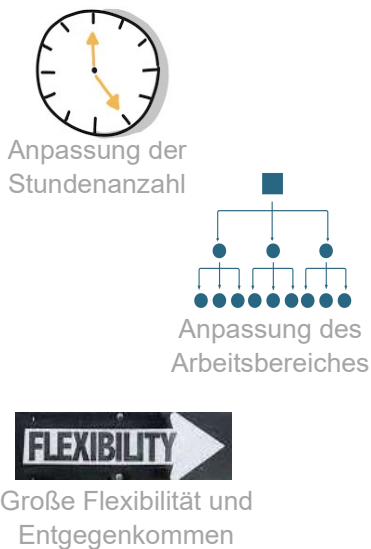 Anpassung der
Stundenanzahl
Anpassung des
Arbeitsbereiches
FLEXIBILITY
Große Flexibilität und
Entgegenkommen